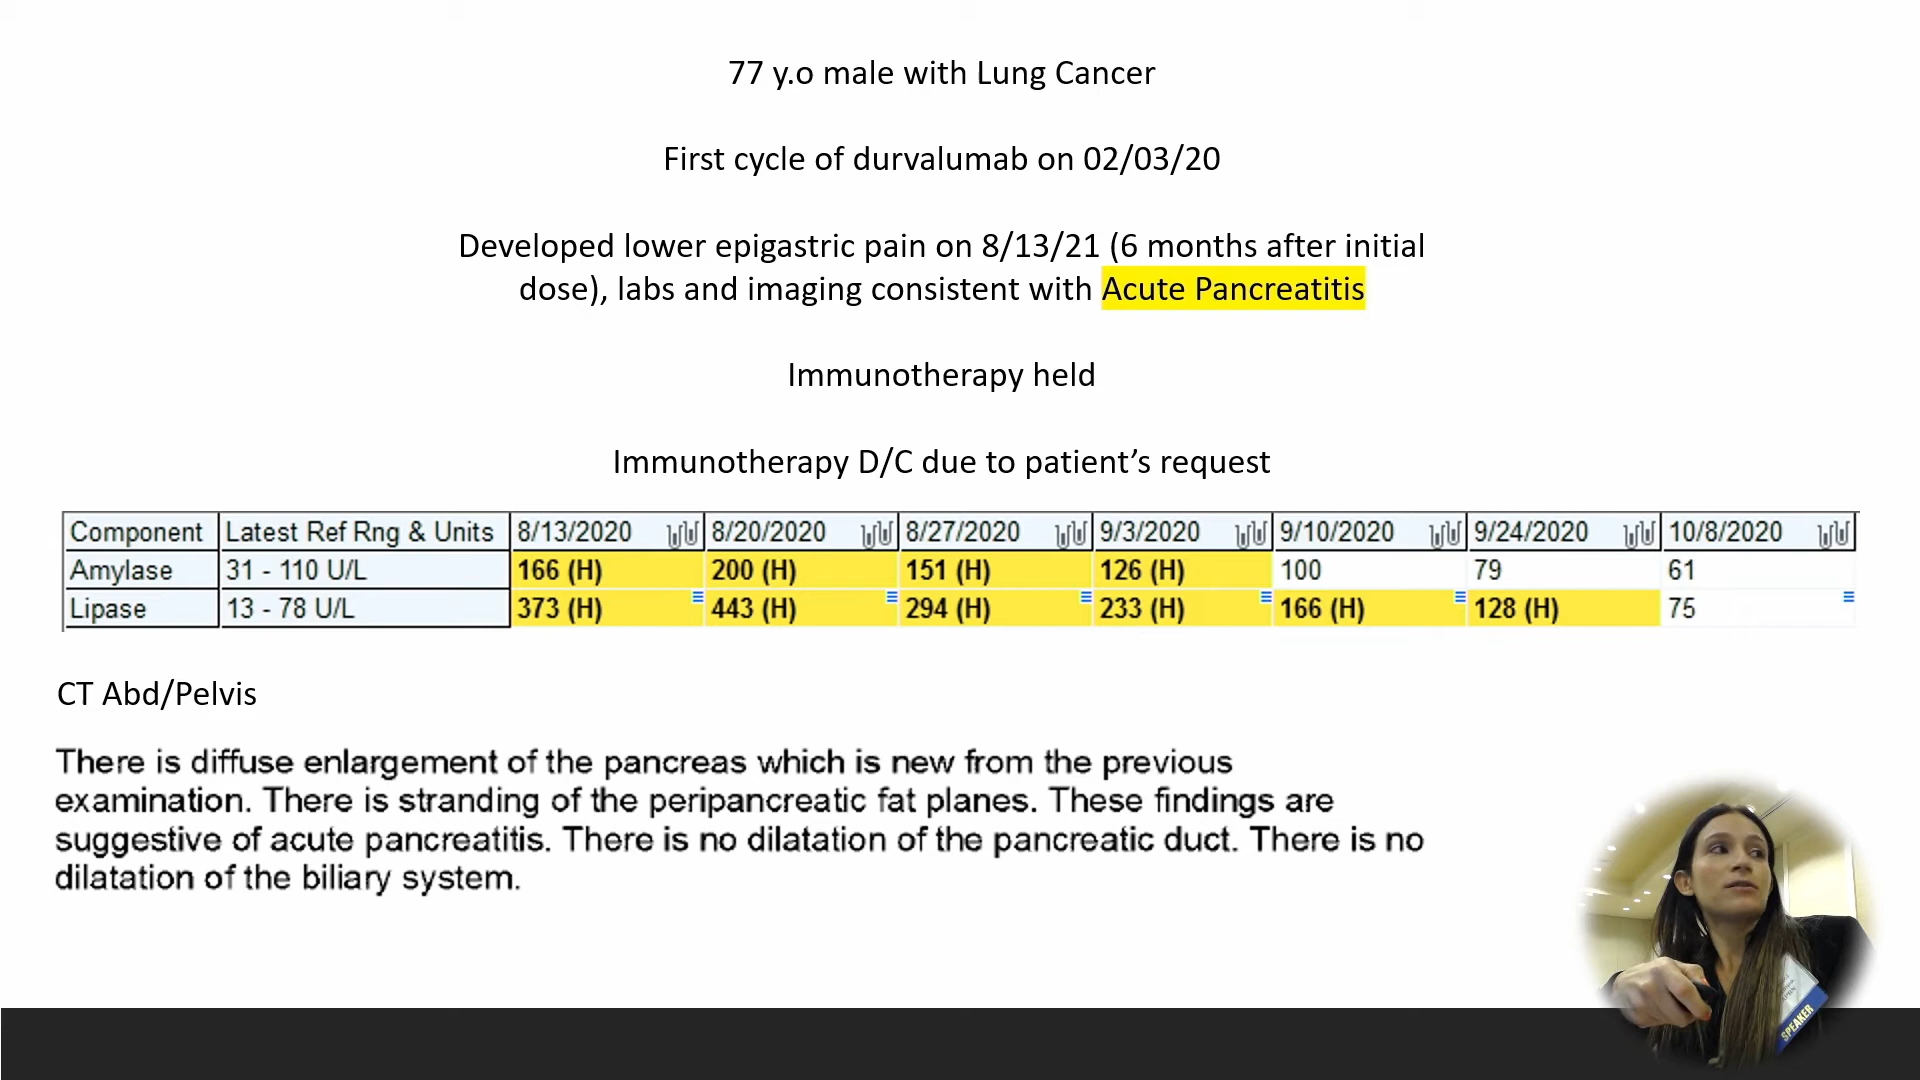 77 y.o male with Lung Cancer
First cycle of durvalumab on 02/03/20
Developed lower epigastric pain on 8/13/21 (6 months after initial
dose), labs and imaging consistent with Acute Pancreatitis
Immunotherapy held
Immunotherapy D/C due to patient’s request
Component Latest Ref Rng & Units 8/13/2020 8/20/2020 8/27/2020 9/3/2020 9/10/2020 9/24/2020 10/8/2020
Amylase 31 - 110 U/L 166 (H) 200 (H) 151 (H) 126 (H) 100 79 61
Lipase 13 - 78 U/L 373 (H) 443 (H) 294 (H) 233 (H) 166 (H) 128 (H) 75
CT Abd/Pelvis
There is diffuse enlargement of the pancreas which is new from the previous
examination. There is stranding of the peripancreatic fat planes. These findings are
suggestive of acute pancreatitis. There is no dilatation of the pancreatic duct. There is no
dilatation of the biliary system.
SPEAKER